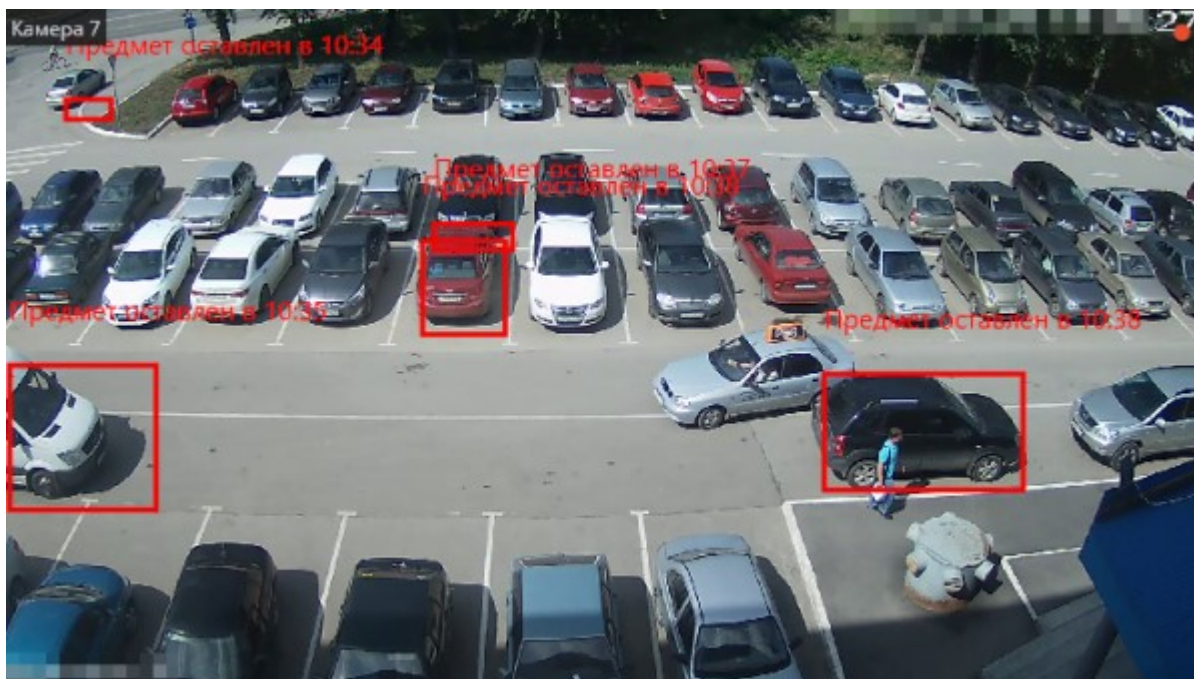 Камера 7
27
Предмет оставлен в 10:34
Предмет оставлен в 10:37
Предмет оставлен в 10:38
Предмет оставлен в 10:35
Предмет оставлен в 10:38